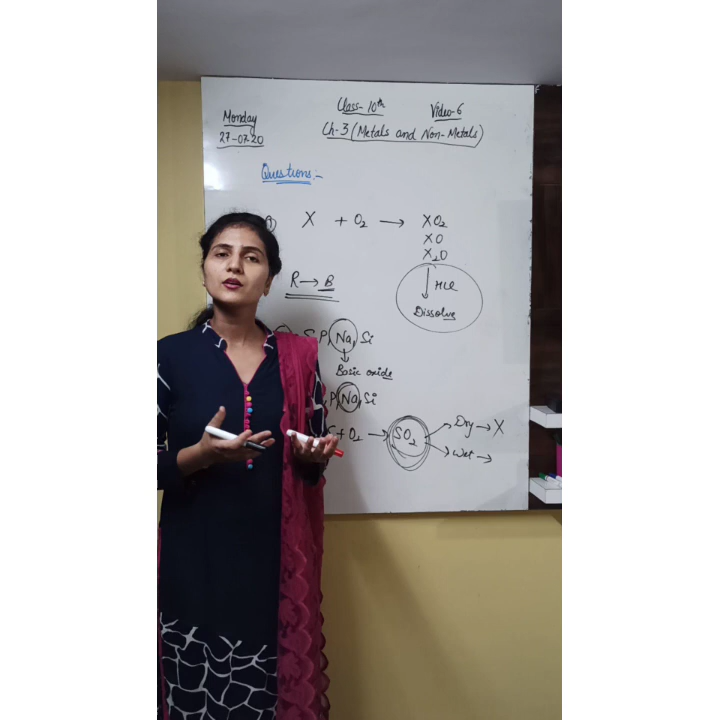 Monday
27-07-20
Class-10th
Video-6
Ch-3 (Metals and Non-Metals)
Questions:-
X + O2 → XO2
XO
X2O
HCl
Dissolve
R → B
S, P, Na, Si
Basic oxide
, P, Na, Si
S + O2 → SO2
Dry → X
Wet →